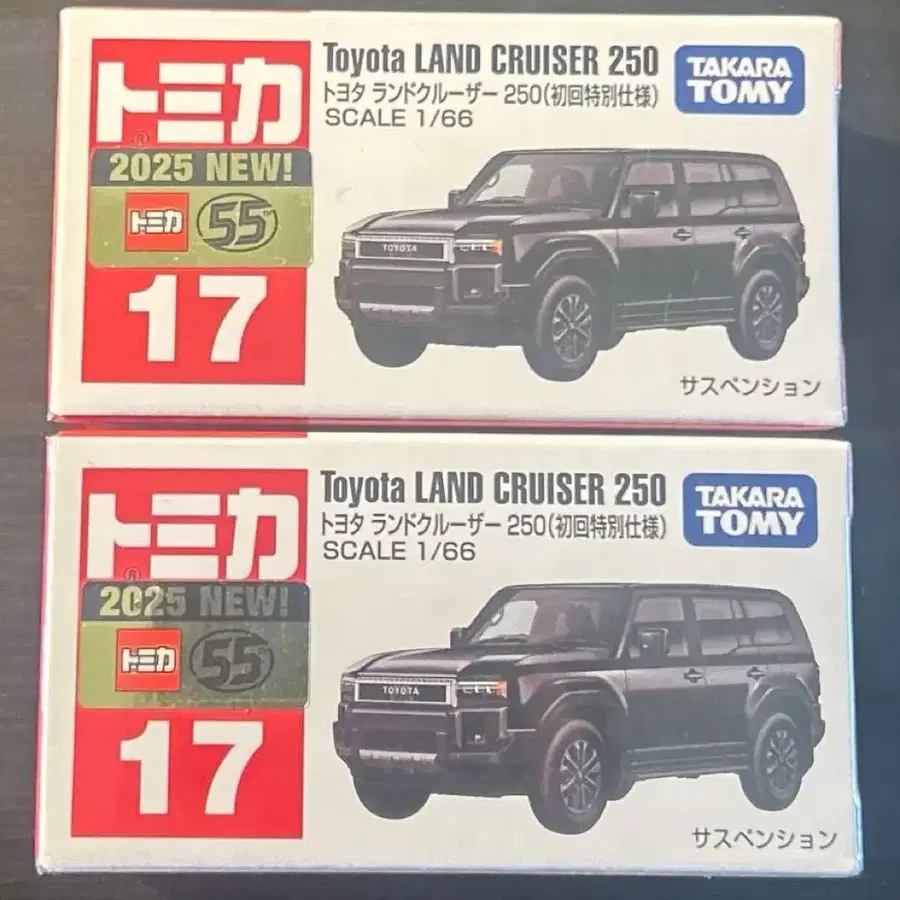 トミカ
®
2025 NEW!
トミカ 55
17
Toyota LAND CRUISER 250
トヨタ ランドクルーザー 250(初回特別仕様)
SCALE 1/66
TAKARA
TOMY
TOYOTA
サスペンション
トミカ
®
2025 NEW!
トミカ 55
17
Toyota LAND CRUISER 250
トヨタ ランドクルーザー 250(初回特別仕様)
SCALE 1/66
TAKARA
TOMY
TOYOTA
サスペンション